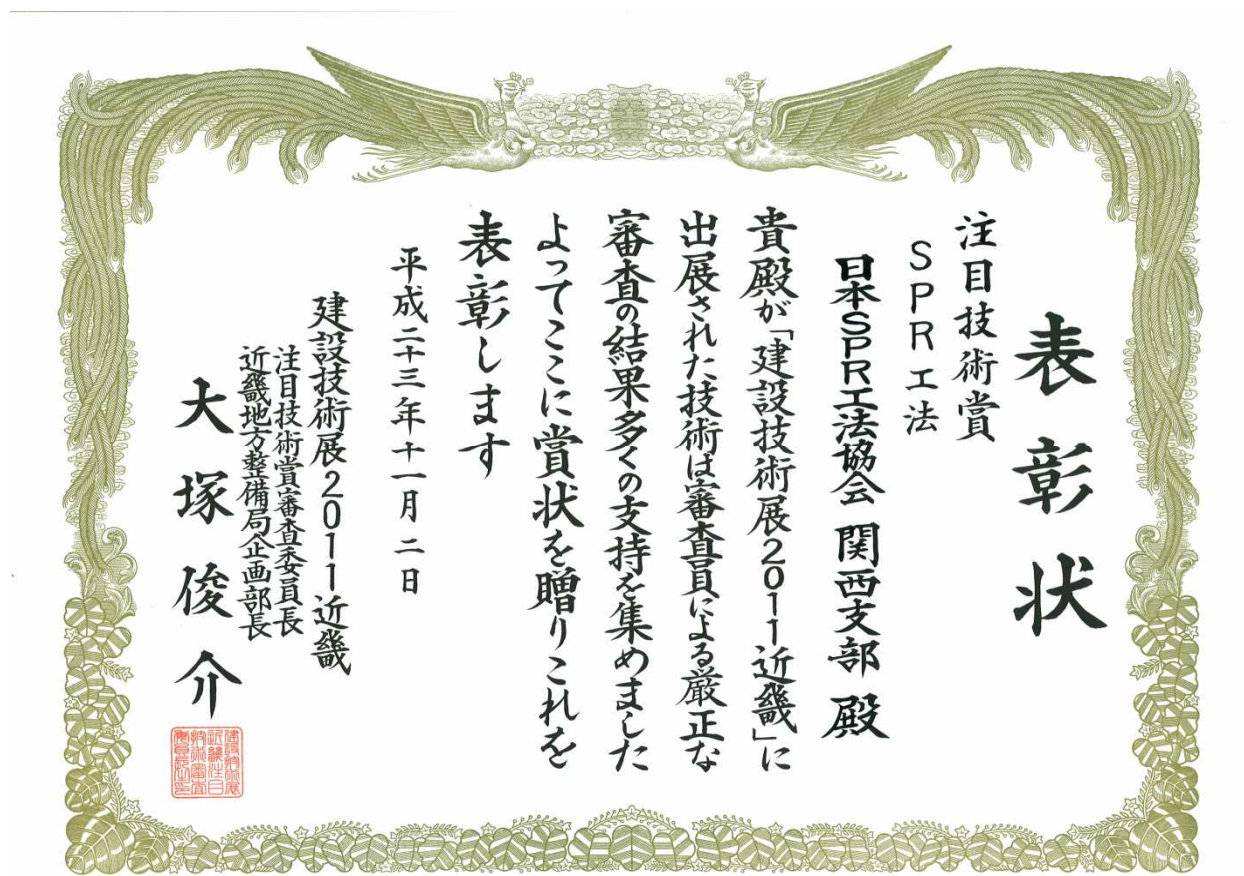 表彰状
注目技術賞
SPR工法
日本SPR工法協会 関西支部 殿
貴殿が「建設技術展2011近畿」に
出展された技術は審査員による厳正な
審査の結果多くの支持を集めました
よってここに賞状を贈りこれを
表彰します
平成二十三年十一月二日
建設技術展2011近畿
注目技術賞審査委員長
近畿地方整備局企画部長
大塚俊介